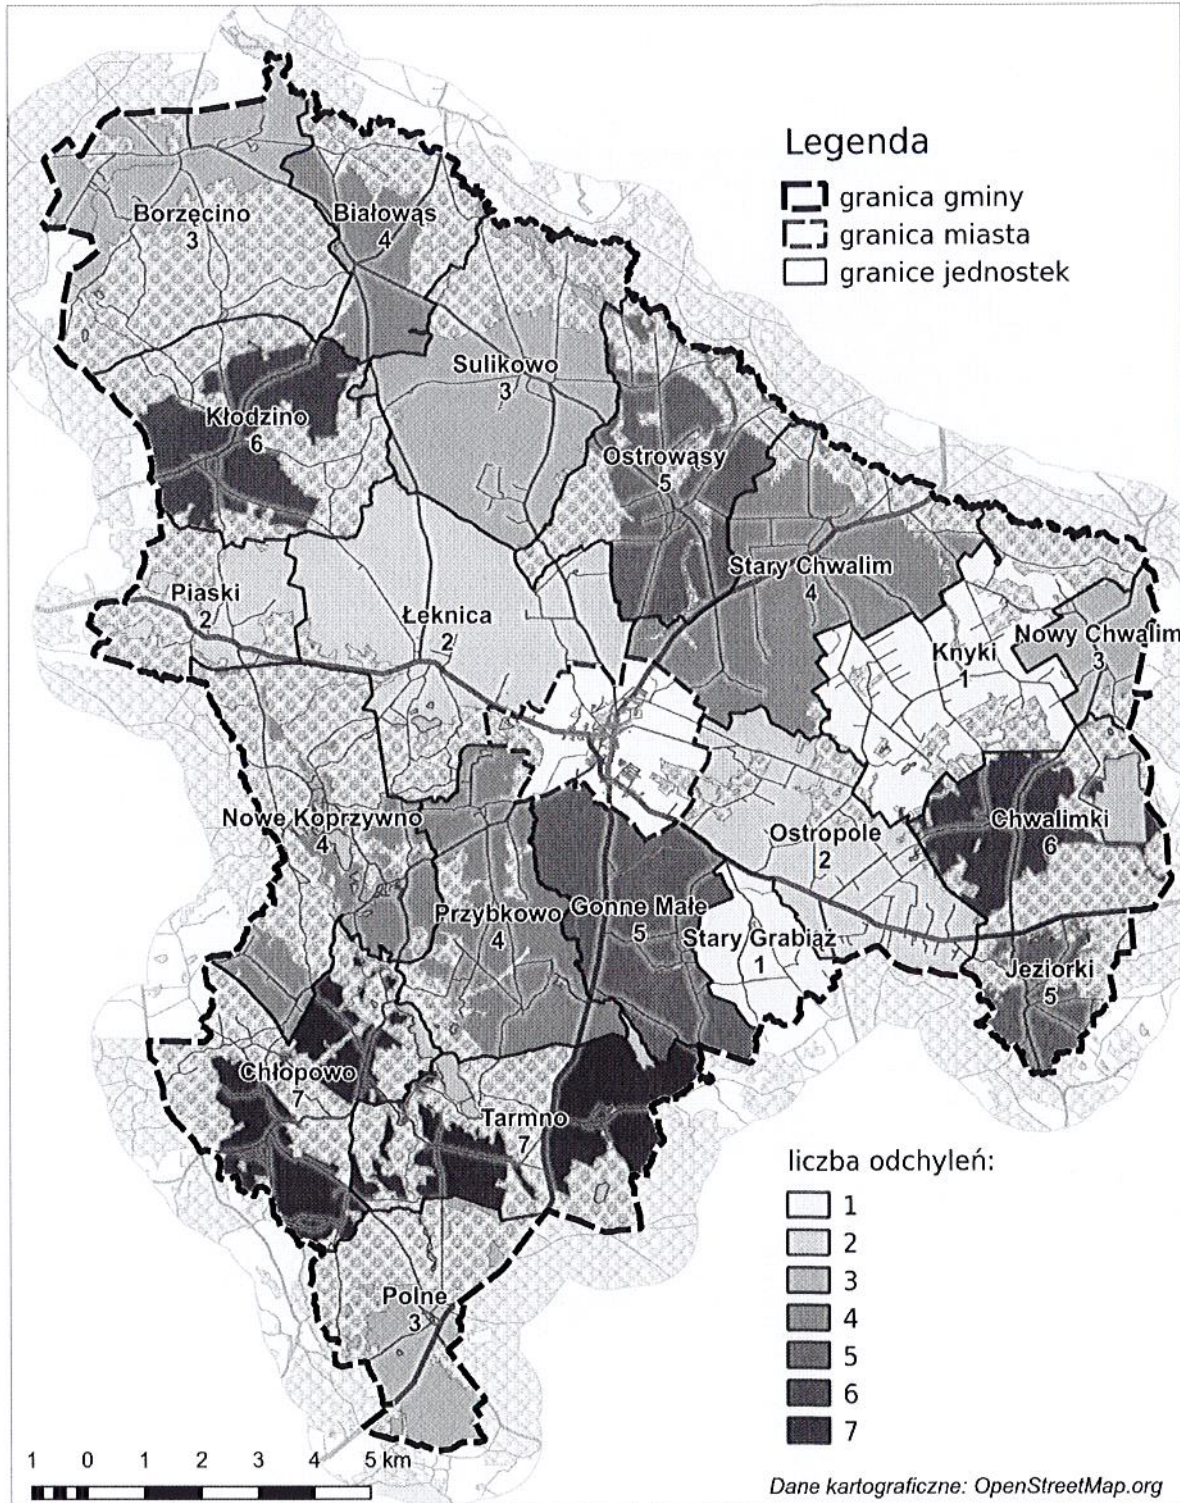 Legenda
granica gminy
granica miasta
granice jednostek
Borzęcino
3
Białowąs
4
Sulikowo
3
Kłodzino
6
Ostrowąsy
5
Stary Chwalim
4
Piaski
2
Łeknica
2
Knyki
1
Nowy Chwalim
3
Nowe Koprzywno
4
Ostropole
2
Chwalimki
6
Przybkowo
4
Gonne Małe
5
Stary Grabiąż
1
Jeziorki
5
Chłopowo
7
Tarmno
7
Polne
3
liczba odchyleń:
1
2
3
4
5
6
7
1 0 1 2 3 4 5 km
Dane kartograficzne: OpenStreetMap.org